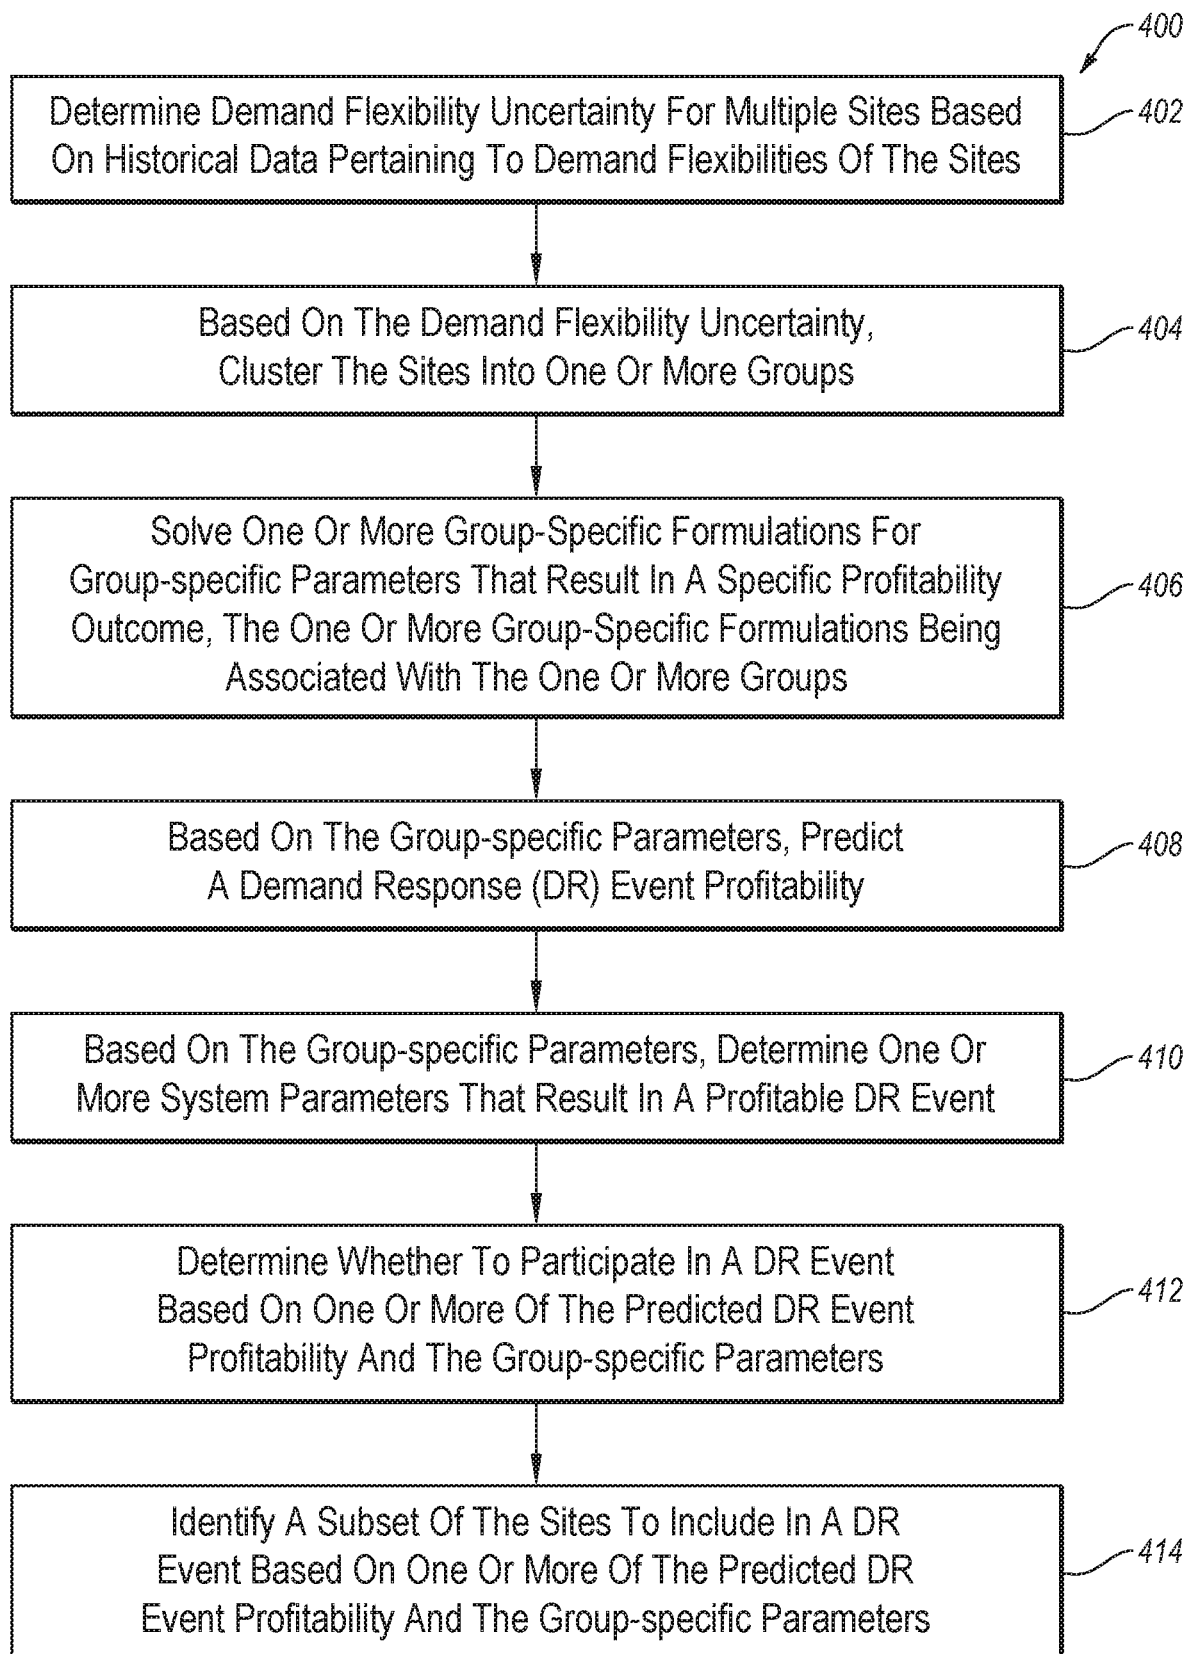 400
Determine Demand Flexibility Uncertainty For Multiple Sites Based
On Historical Data Pertaining To Demand Flexibilities Of The Sites
402
Based On The Demand Flexibility Uncertainty,
Cluster The Sites Into One Or More Groups
404
Solve One Or More Group-Specific Formulations For
Group-specific Parameters That Result In A Specific Profitability
Outcome, The One Or More Group-Specific Formulations Being
Associated With The One Or More Groups
406
Based On The Group-specific Parameters, Predict
A Demand Response (DR) Event Profitability
408
Based On The Group-specific Parameters, Determine One Or
More System Parameters That Result In A Profitable DR Event
410
Determine Whether To Participate In A DR Event
Based On One Or More Of The Predicted DR Event
Profitability And The Group-specific Parameters
412
Identify A Subset Of The Sites To Include In A DR
Event Based On One Or More Of The Predicted DR
Event Profitability And The Group-specific Parameters
414